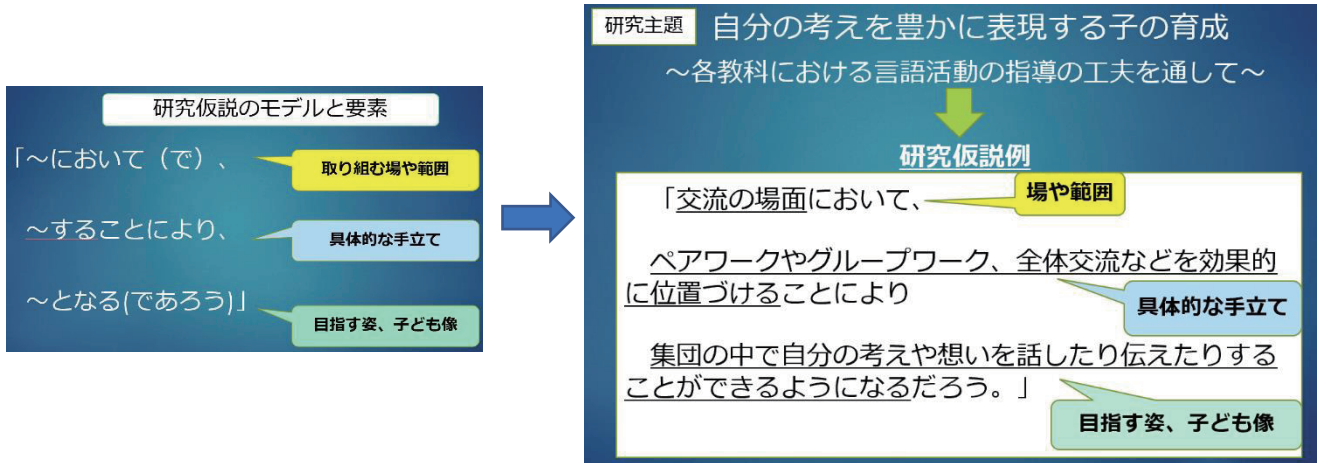 研究仮説のモデルと要素
「～において（で）、
取り組む場や範囲
～することにより、
具体的な手立て
～となる(であろう)」
目指す姿、子ども像
研究主題
自分の考えを豊かに表現する子の育成
～各教科における言語活動の指導の工夫を通して～
研究仮説例
「交流の場面において、
場や範囲
ペアワークやグループワーク、全体交流などを効果的
に位置づけることにより
具体的な手立て
集団の中で自分の考えや想いを話したり伝えたりする
ことができるようになるだろう。」
目指す姿、子ども像